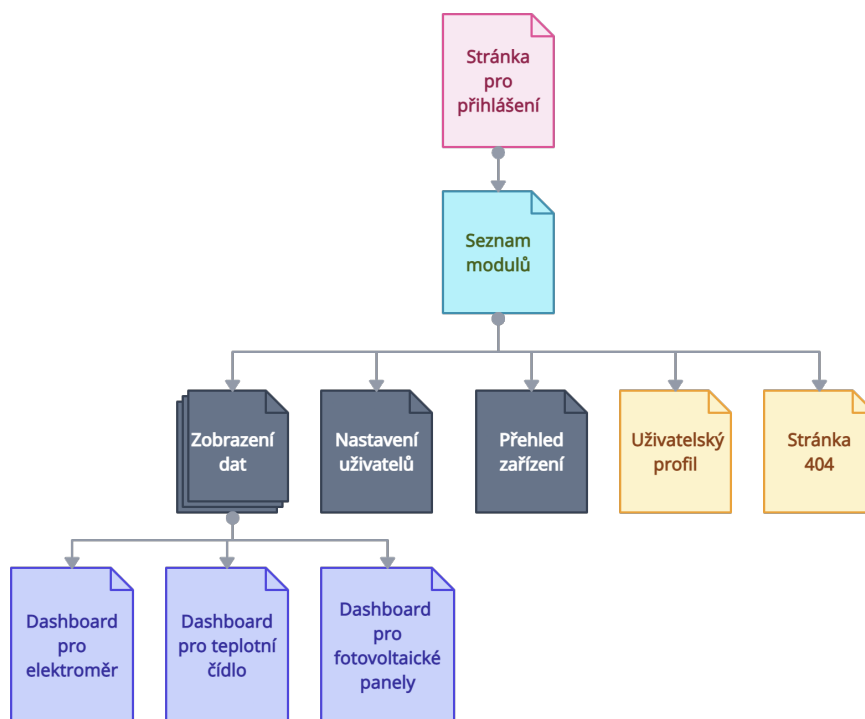 Stránka
pro
přihlášení
Seznam
modulů
Zobrazení
dat
Nastavení
uživatelů
Přehled
zařízení
Uživatelský
profil
Stránka
404
Dashboard
pro
elektroměr
Dashboard
pro teplotní
čídlo
Dashboard
pro
fotovoltaické
panely